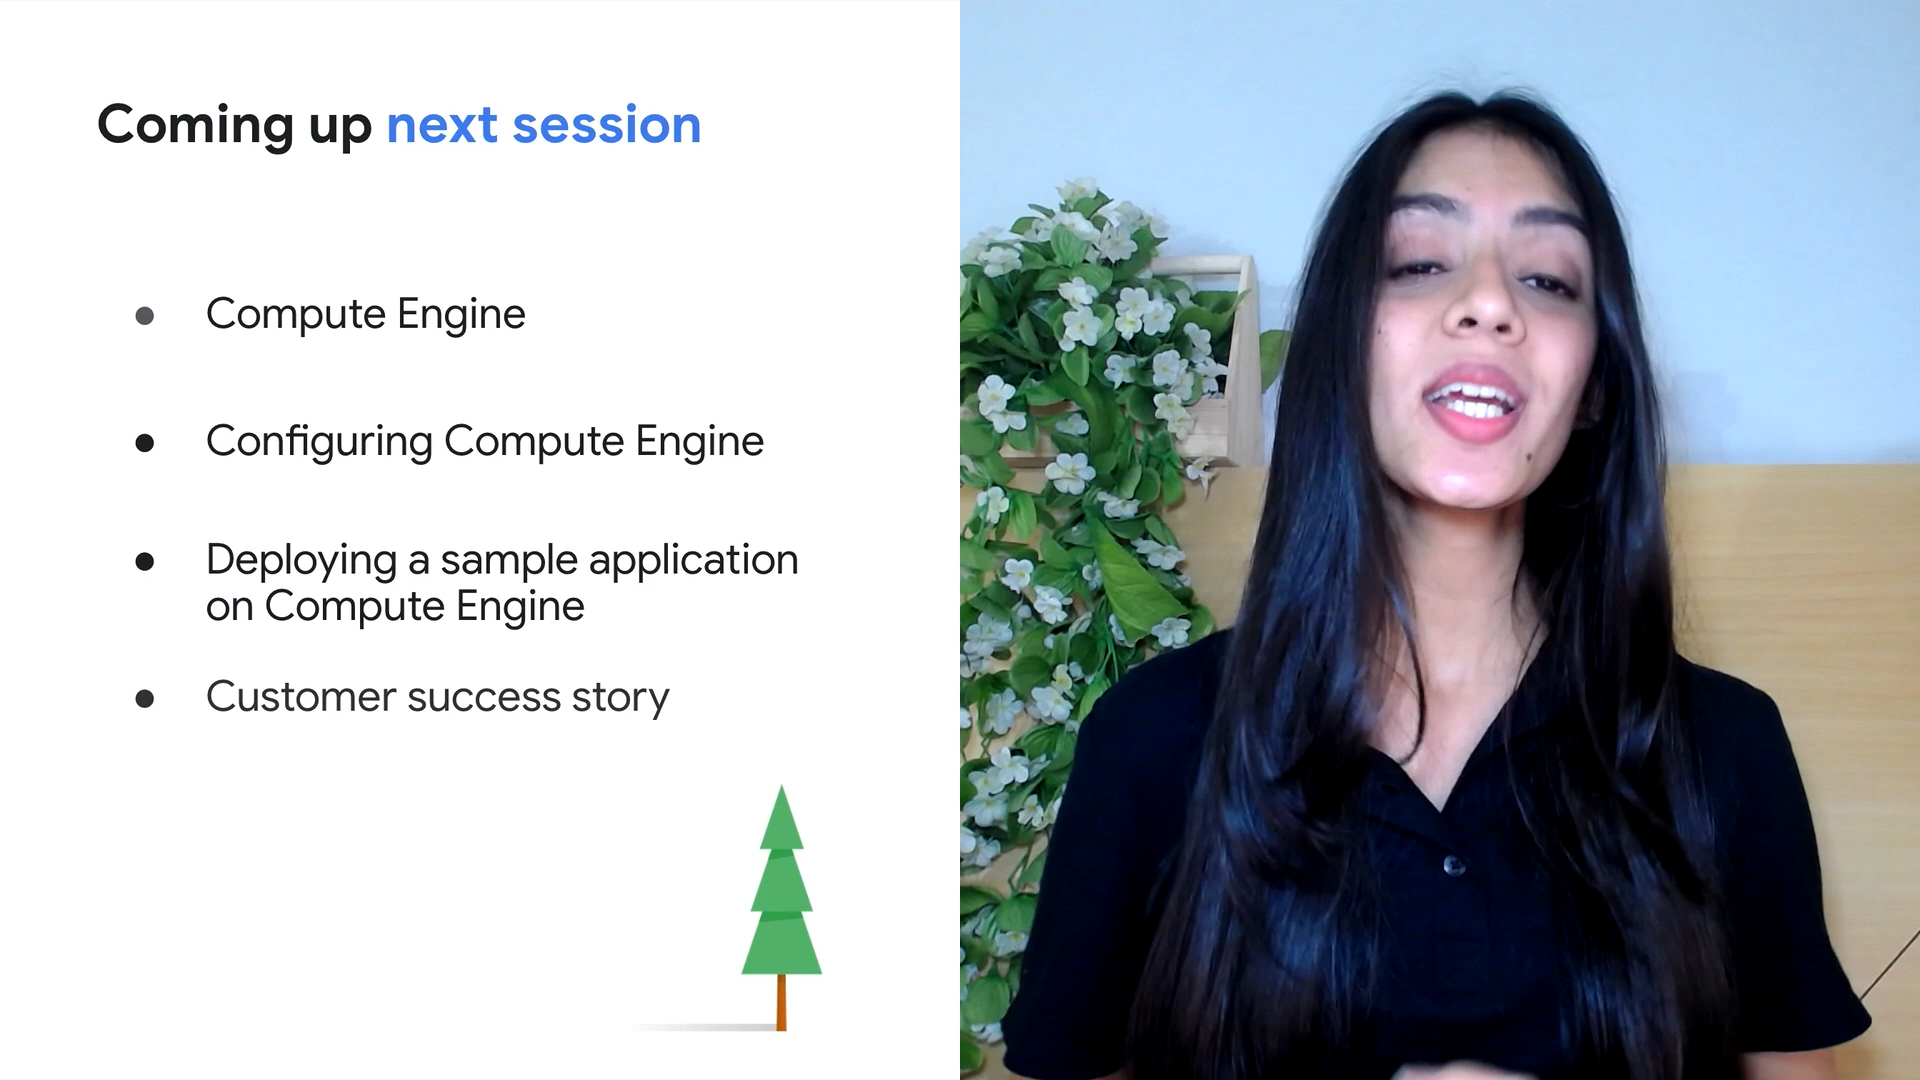 Coming up next session
• Compute Engine
• Configuring Compute Engine
• Deploying a sample application
on Compute Engine
• Customer success story